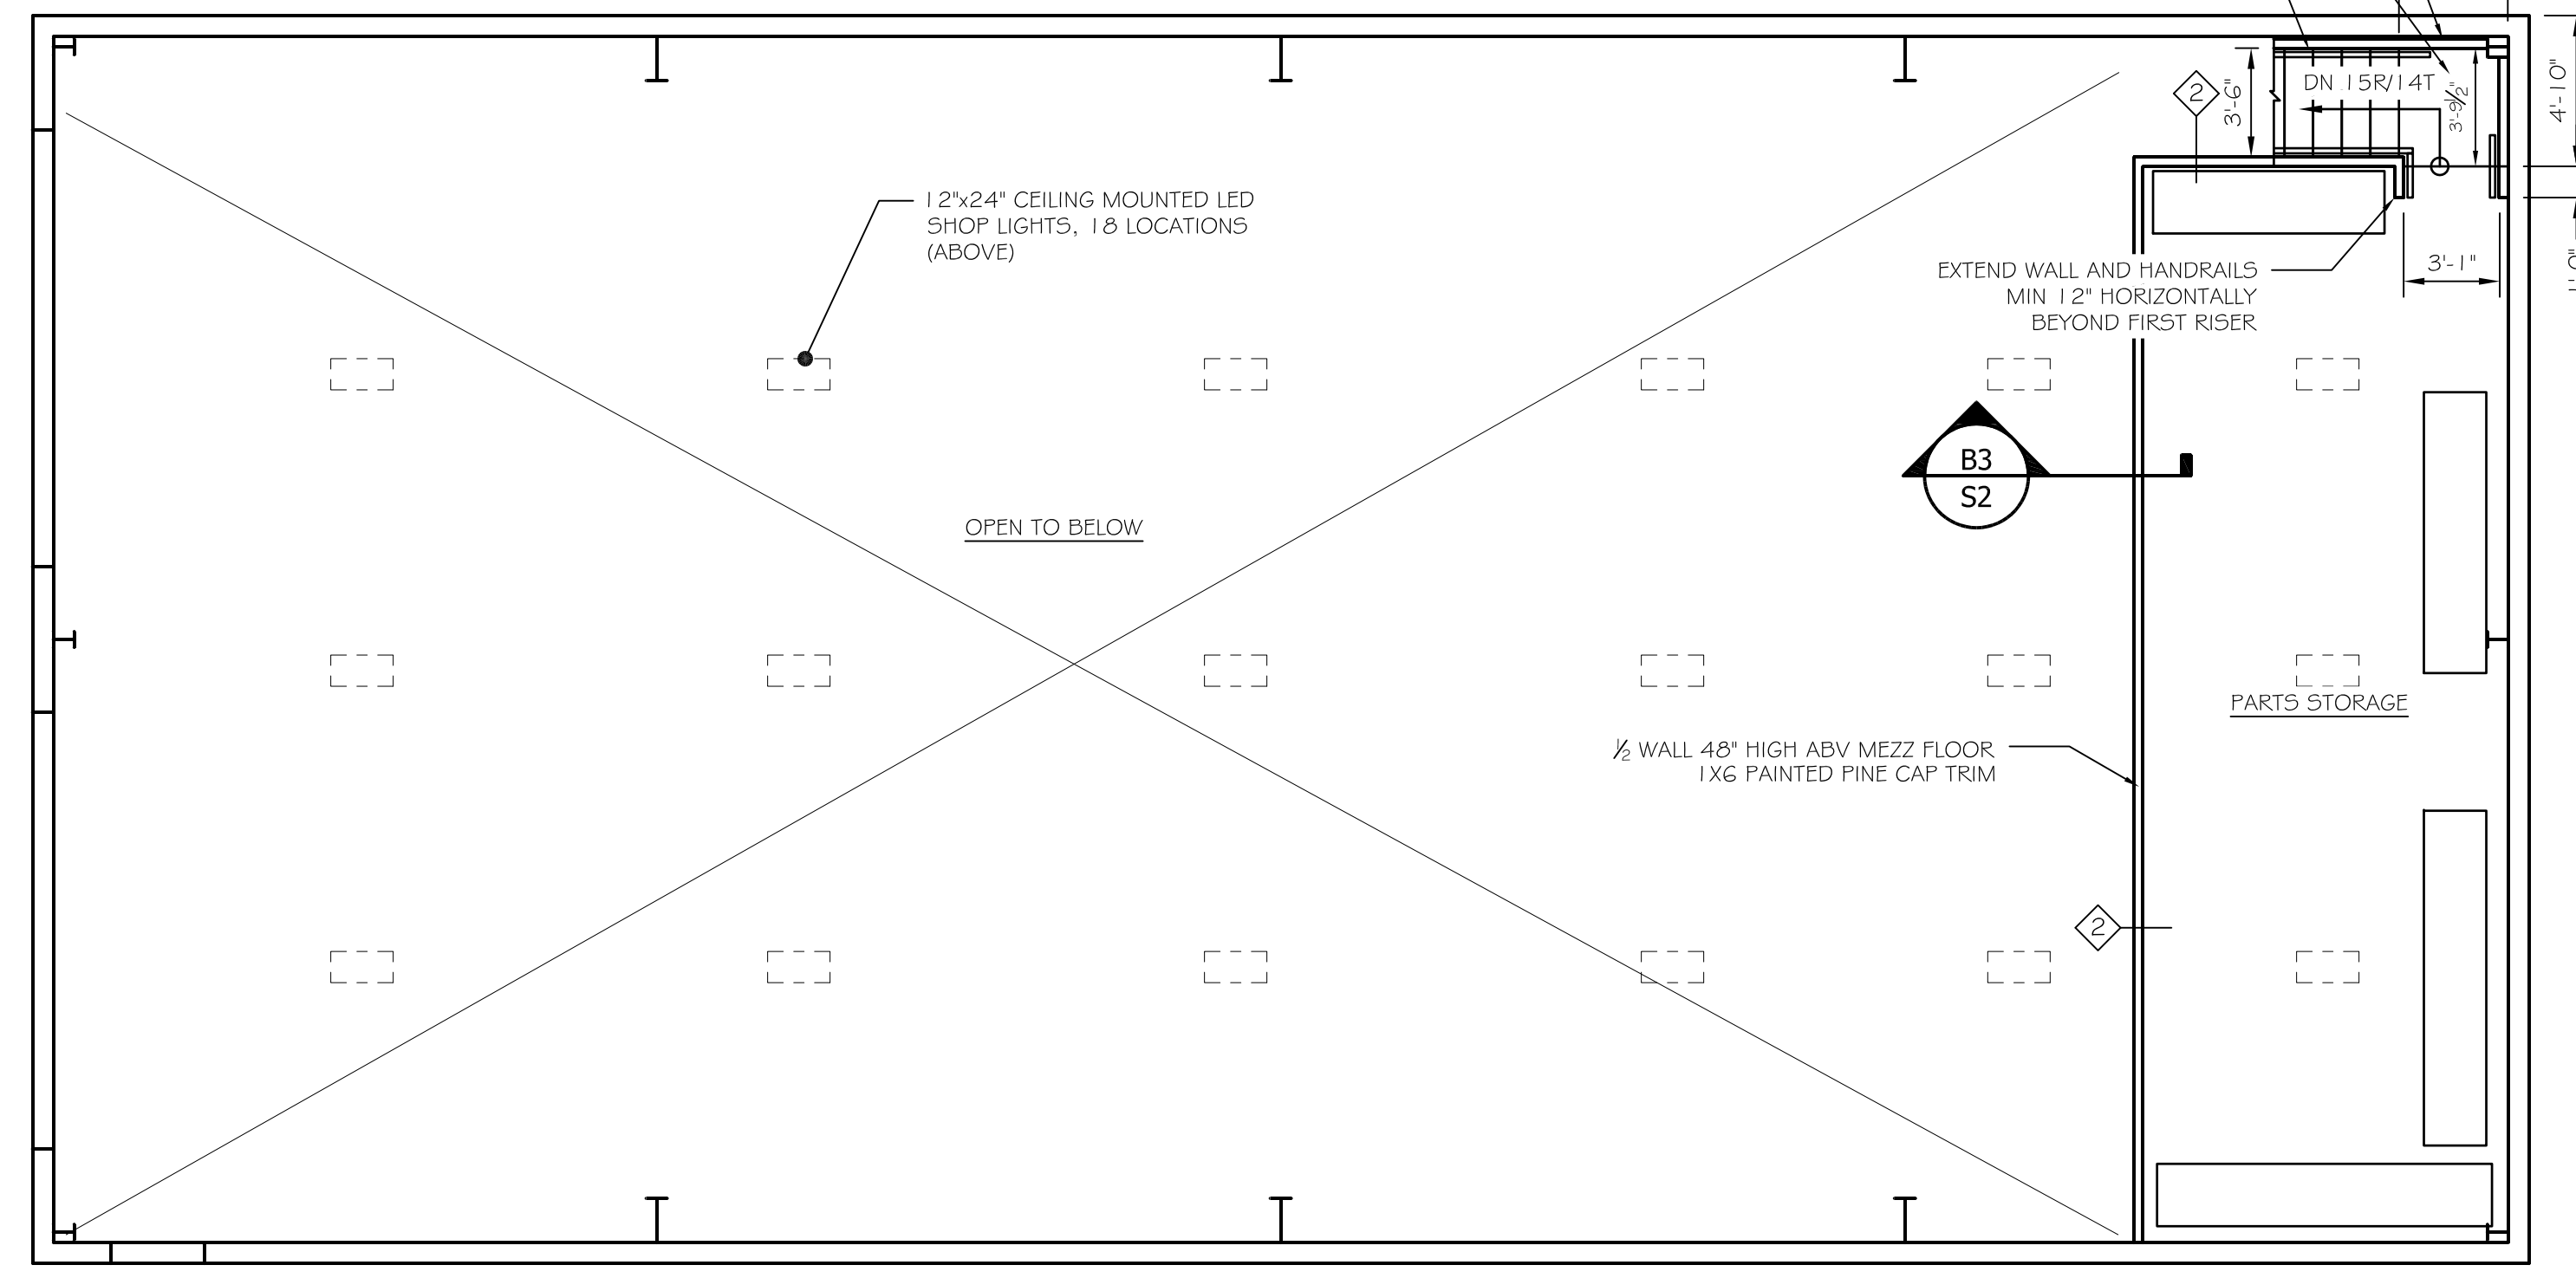 DN 15R/14T
2
3'-6"
3'-9½"
4'-10"
12"x24" CEILING MOUNTED LED
SHOP LIGHTS, 18 LOCATIONS
(ABOVE)
EXTEND WALL AND HANDRAILS
MIN 12" HORIZONTALLY
BEYOND FIRST RISER
3'-1"
B3
S2
OPEN TO BELOW
PARTS STORAGE
½ WALL 48" HIGH ABV MEZZ FLOOR
1X6 PAINTED PINE CAP TRIM
2